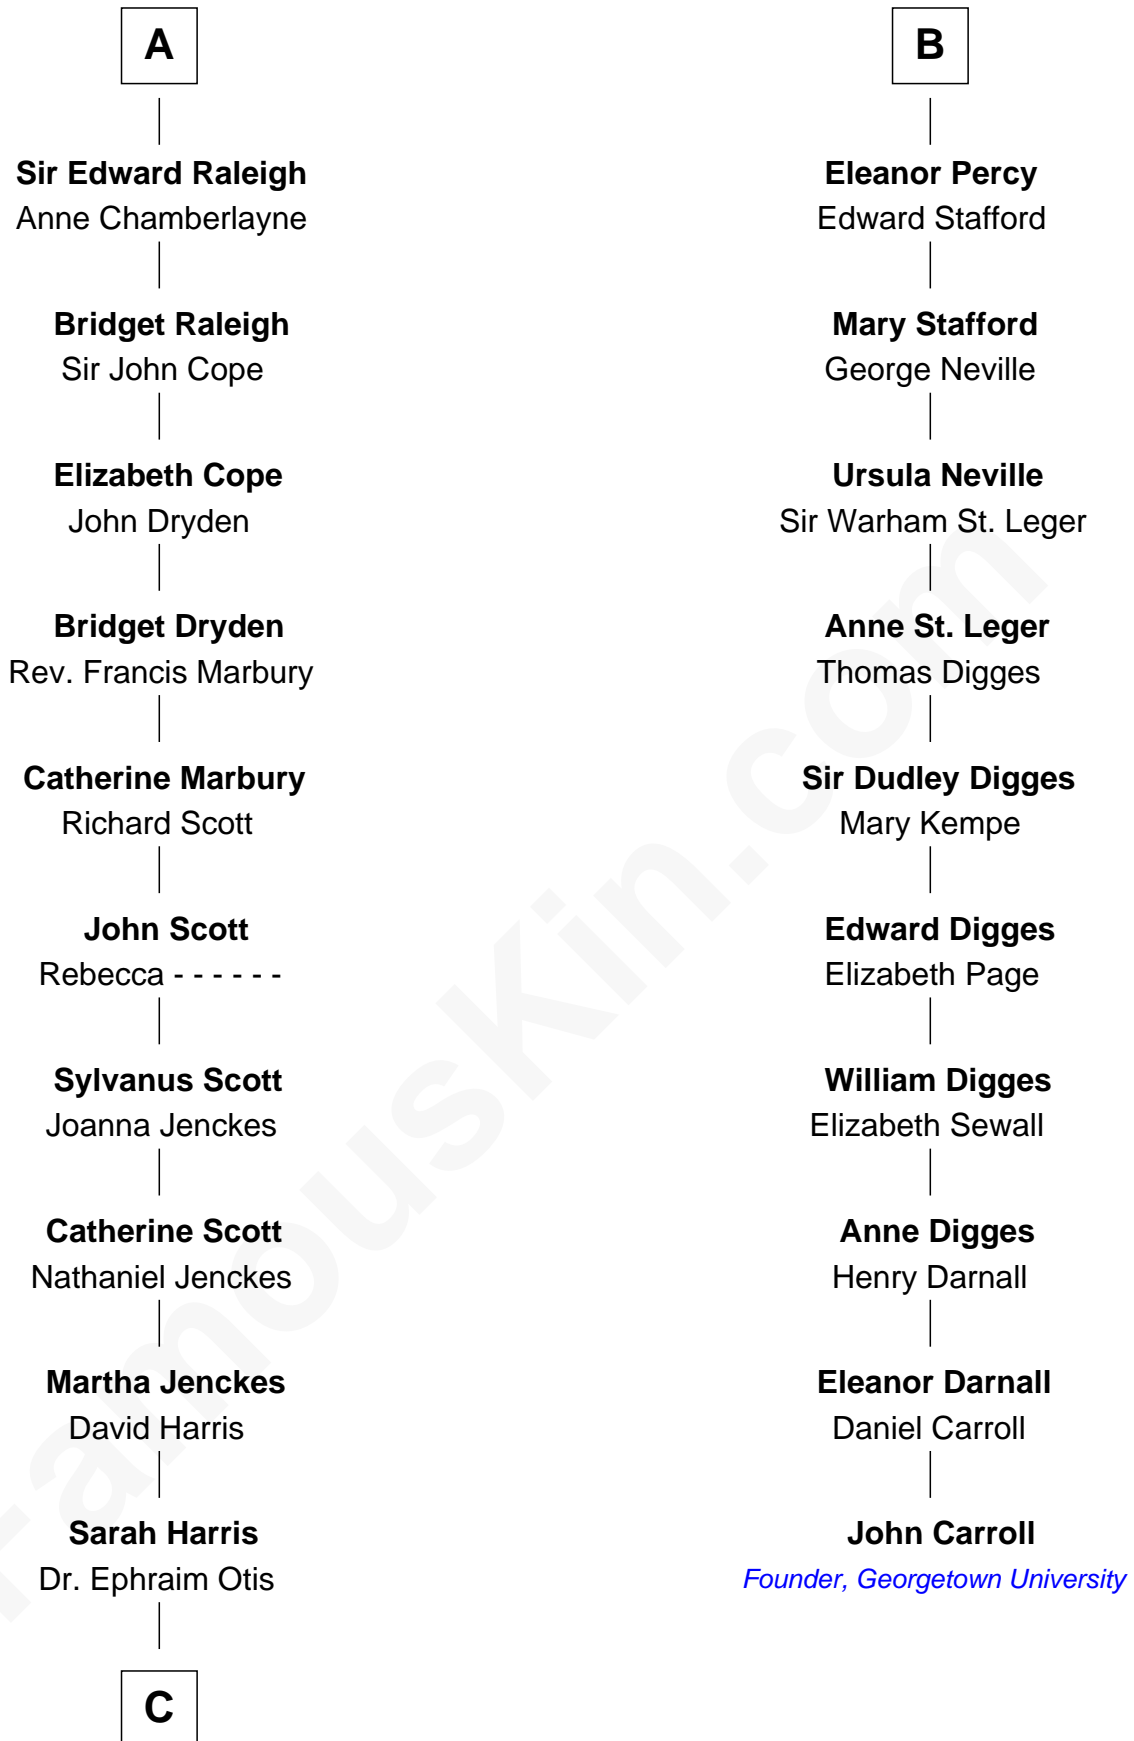 A
Sir Edward Raleigh
Anne Chamberlayne
Bridget Raleigh
Sir John Cope
Elizabeth Cope
John Dryden
Bridget Dryden
Rev. Francis Marbury
Catherine Marbury
Richard Scott
John Scott
Rebecca - - - - - -
Sylvanus Scott
Joanna Jenckes
Catherine Scott
Nathaniel Jenckes
Martha Jenckes
David Harris
Sarah Harris
Dr. Ephraim Otis
C
B
Eleanor Percy
Edward Stafford
Mary Stafford
George Neville
Ursula Neville
Sir Warham St. Leger
Anne St. Leger
Thomas Digges
Sir Dudley Digges
Mary Kempe
Edward Digges
Elizabeth Page
William Digges
Elizabeth Sewall
Anne Digges
Henry Darnall
Eleanor Darnall
Daniel Carroll
John Carroll
Founder, Georgetown University
FamousKin.com